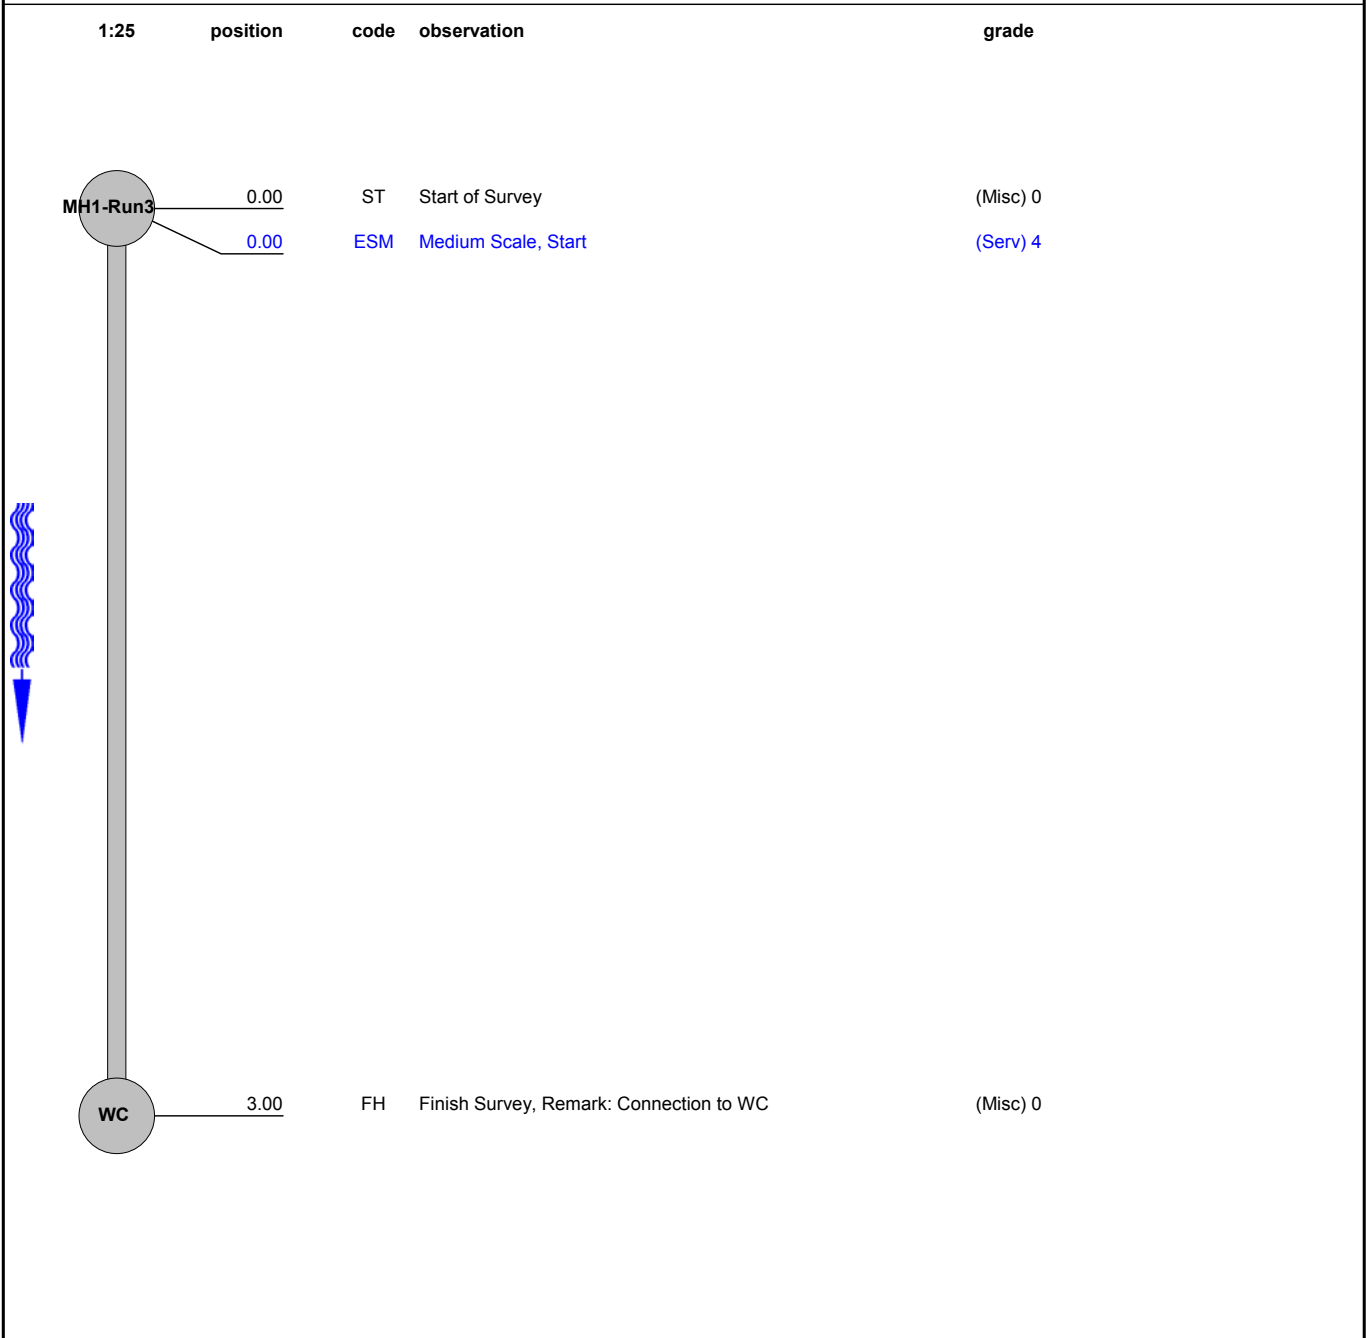 1:25 position code observation grade
MH1-Run3 0.00 ST Start of Survey (Misc) 0
0.00 ESM Medium Scale, Start (Serv) 4
WC 3.00 FH Finish Survey, Remark: Connection to WC (Misc) 0